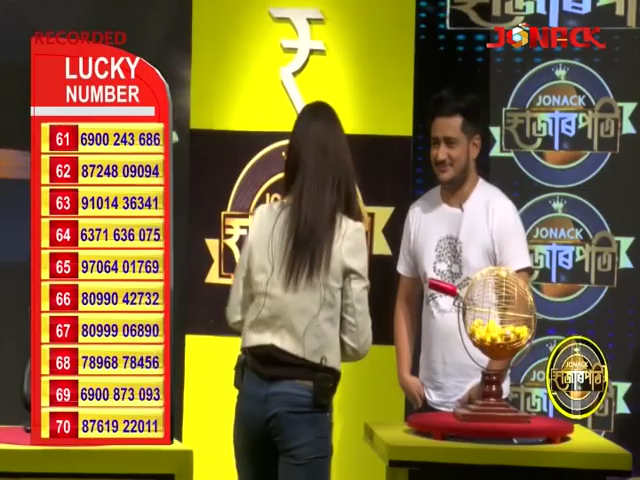 RECORDED
JONACK
LUCKY
NUMBER
61 6900 243 686
62 87248 09094
63 91014 36341
64 6371 636 075
65 97064 01769
66 80990 42732
67 80999 06890
68 78968 78456
69 6900 873 093
70 87619 22011
₹
JONACK
ৰাজাৰপতি
JONACK